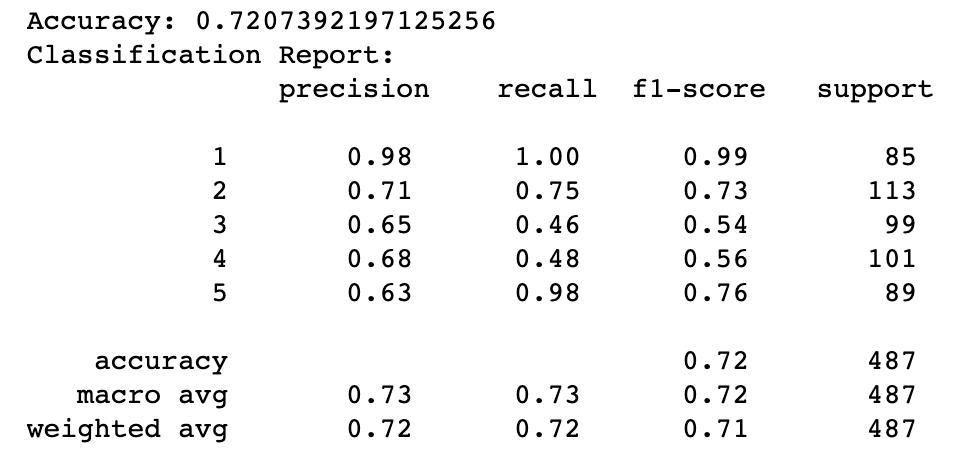 Accuracy: 0.7207392197125256
Classification Report:
precision recall f1-score support
1 0.98 1.00 0.99 85
2 0.71 0.75 0.73 113
3 0.65 0.46 0.54 99
4 0.68 0.48 0.56 101
5 0.63 0.98 0.76 89
accuracy 0.72 487
macro avg 0.73 0.73 0.72 487
weighted avg 0.72 0.72 0.71 487